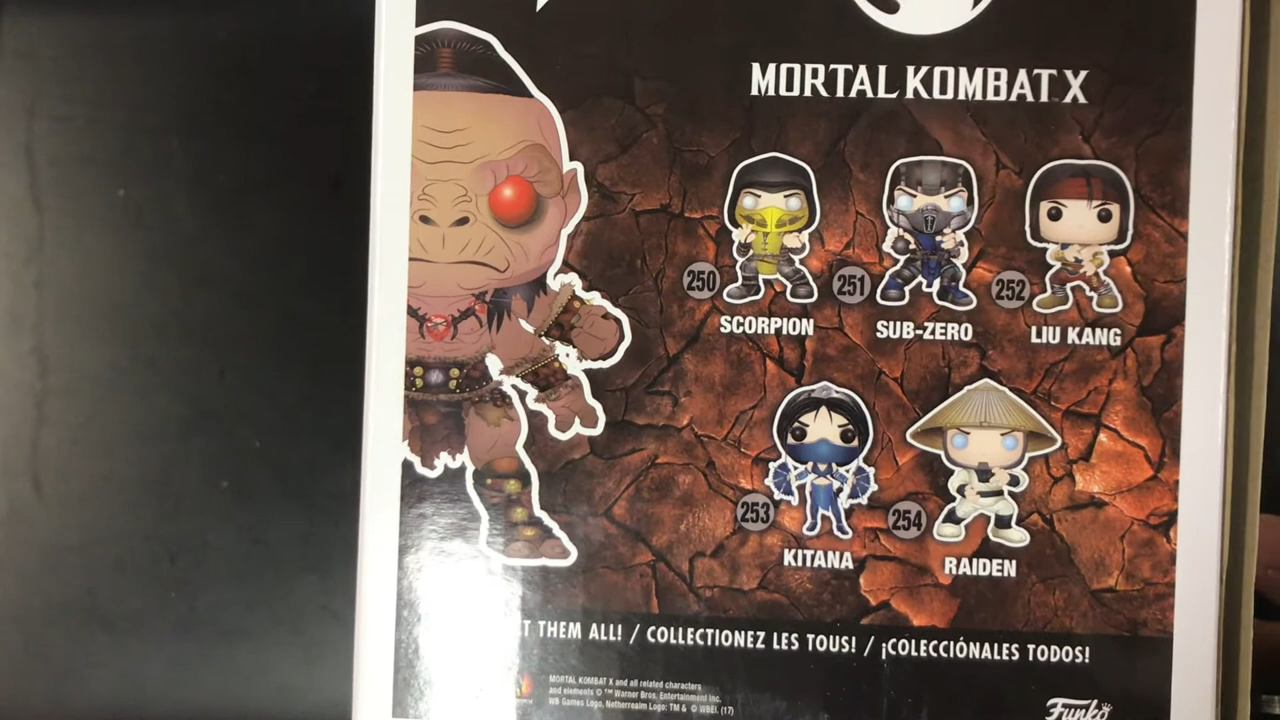 MORTAL KOMBAT X
250
SCORPION
251
SUB-ZERO
252
LIU KANG
253
KITANA
254
RAIDEN
THEM ALL! / COLLECTIONEZ LES TOUS! / ¡COLECCIÓNALES TODOS!
MORTAL KOMBAT X and all related characters
and elements © ™ Warner Bros. Entertainment Inc.
WB Games Logo, Netherrealm Logo: TM & © WBEI. (17)
Funko